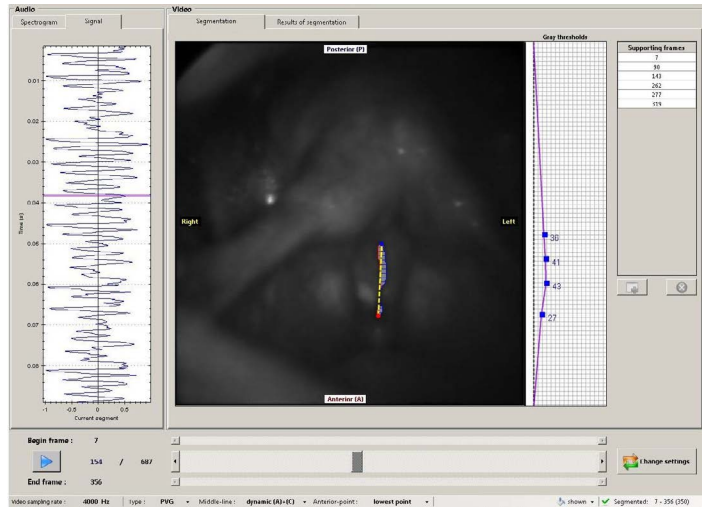 Audio
Video
Spectrogram
Signal
Segmentation
Results of segmentation
Gray thresholds
Posterior (P)
Supporting frames
7
90
143
262
277
319
0.01
0.02
0.03
0.04
Time (s)
0.06
0.07
0.08
Right
Left
36
41
43
27
Anterior (A)
-1
-0.5
0
0.5
Current segment
Begin frame :
7
154 / 687
End frame :
356
Change settings
video sampling rate : 4000 Hz
Type : PVG
Middle-line : dynamic (A)+(C)
Anterior-point : lowest point
shown
Segmented: 7 - 356 (350)